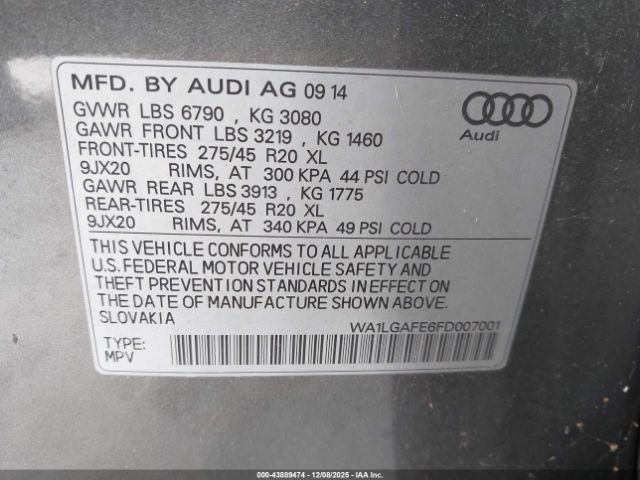 MFD. BY AUDI AG 09 14
GVWR LBS 6790 , KG 3080
GAWR FRONT LBS 3219 , KG 1460
FRONT-TIRES 275/45 R20 XL
9JX20 RIMS, AT 300 KPA 44 PSI COLD
GAWR REAR LBS 3913 , KG 1775
REAR-TIRES 275/45 R20 XL
9JX20 RIMS, AT 340 KPA 49 PSI COLD
Audi
THIS VEHICLE CONFORMS TO ALL APPLICABLE
U.S. FEDERAL MOTOR VEHICLE SAFETY AND
THEFT PREVENTION STANDARDS IN EFFECT ON
THE DATE OF MANUFACTURE SHOWN ABOVE.
SLOVAKIA
WA1LGAFE6FD007001
TYPE:
MPV
000-43889474 | 12/08/2025 - IAA, Inc.